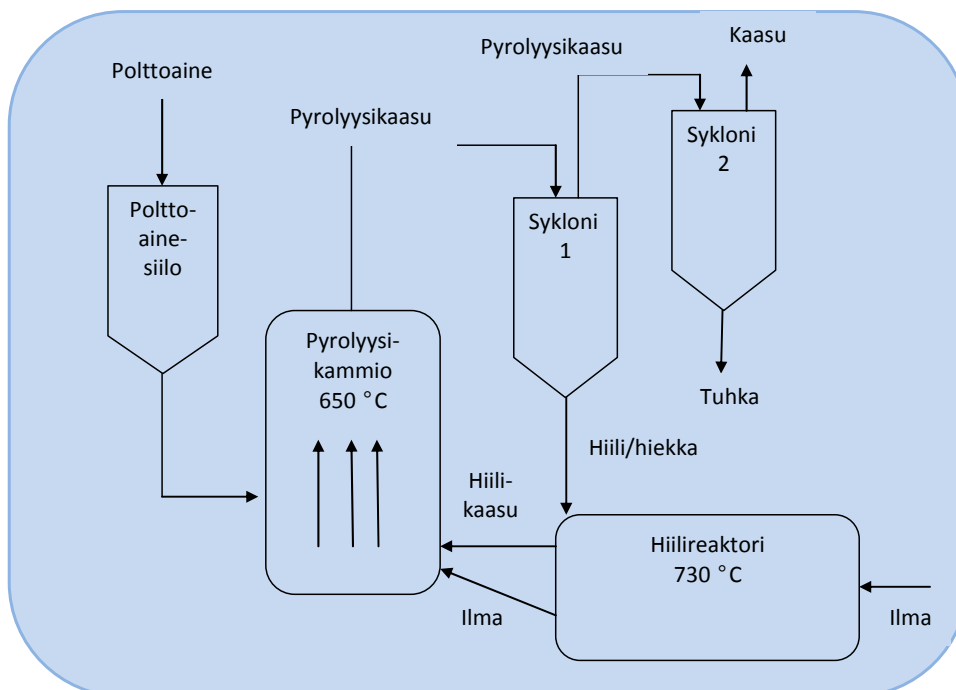 Polttoaine
Pyrolyysikaasu
Pyrolyysikaasu
Kaasu
Poltto-
aine-
siilo
Sykloni
1
Sykloni
2
Pyrolyysi-
kammio
650 °C
Tuhka
Hiili/hiekka
Hiili-
kaasu
Hiilireaktori
730 °C
Ilma
Ilma